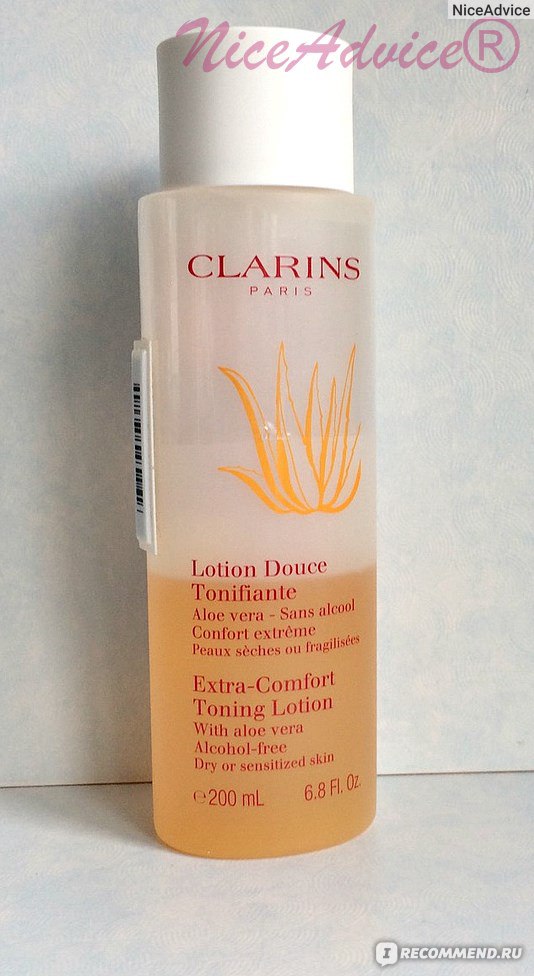 NiceAdvice
NiceAdvice®
CLARINS
PARIS
Lotion Douce
Tonifiante
Aloe vera - Sans alcool
Confort extrême
Peaux sèches ou fragilisées
Extra-Comfort
Toning Lotion
With aloe vera
Alcohol-free
Dry or sensitized skin
℮200 mL 6.8 Fl. Oz.
I RECOMMEND.RU